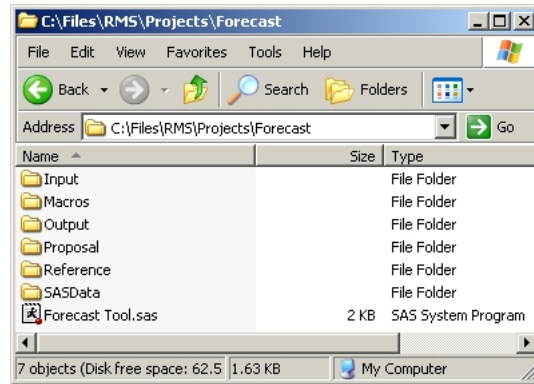 C:\Files\RMS\Projects\Forecast
File Edit View Favorites Tools Help
Back Search Folders
Address C:\Files\RMS\Projects\Forecast Go
Name Size Type
Input File Folder
Macros File Folder
Output File Folder
Proposal File Folder
Reference File Folder
SASData File Folder
Forecast Tool.sas 2 KB SAS System Program
7 objects (Disk free space: 62.5 1.63 KB My Computer